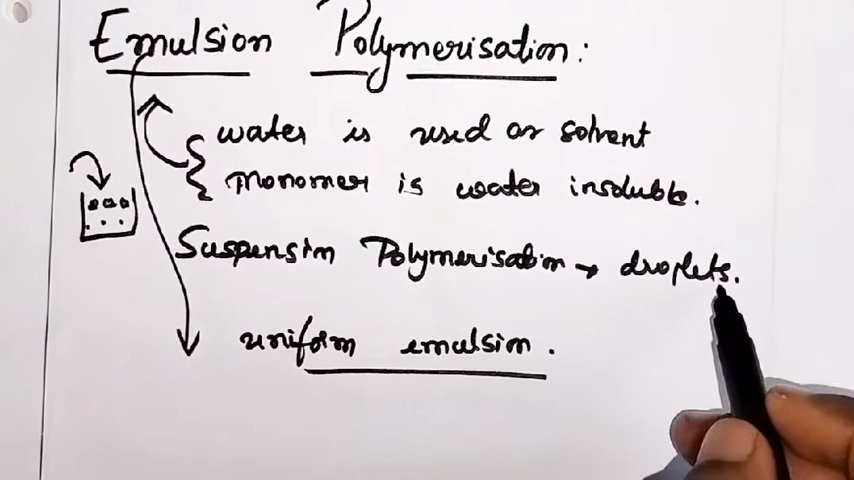 Emulsion Polymerisation:
water is used as solvent
Monomer is water insoluble.
Suspension Polymerisation → droplets.
uniform emulsion.